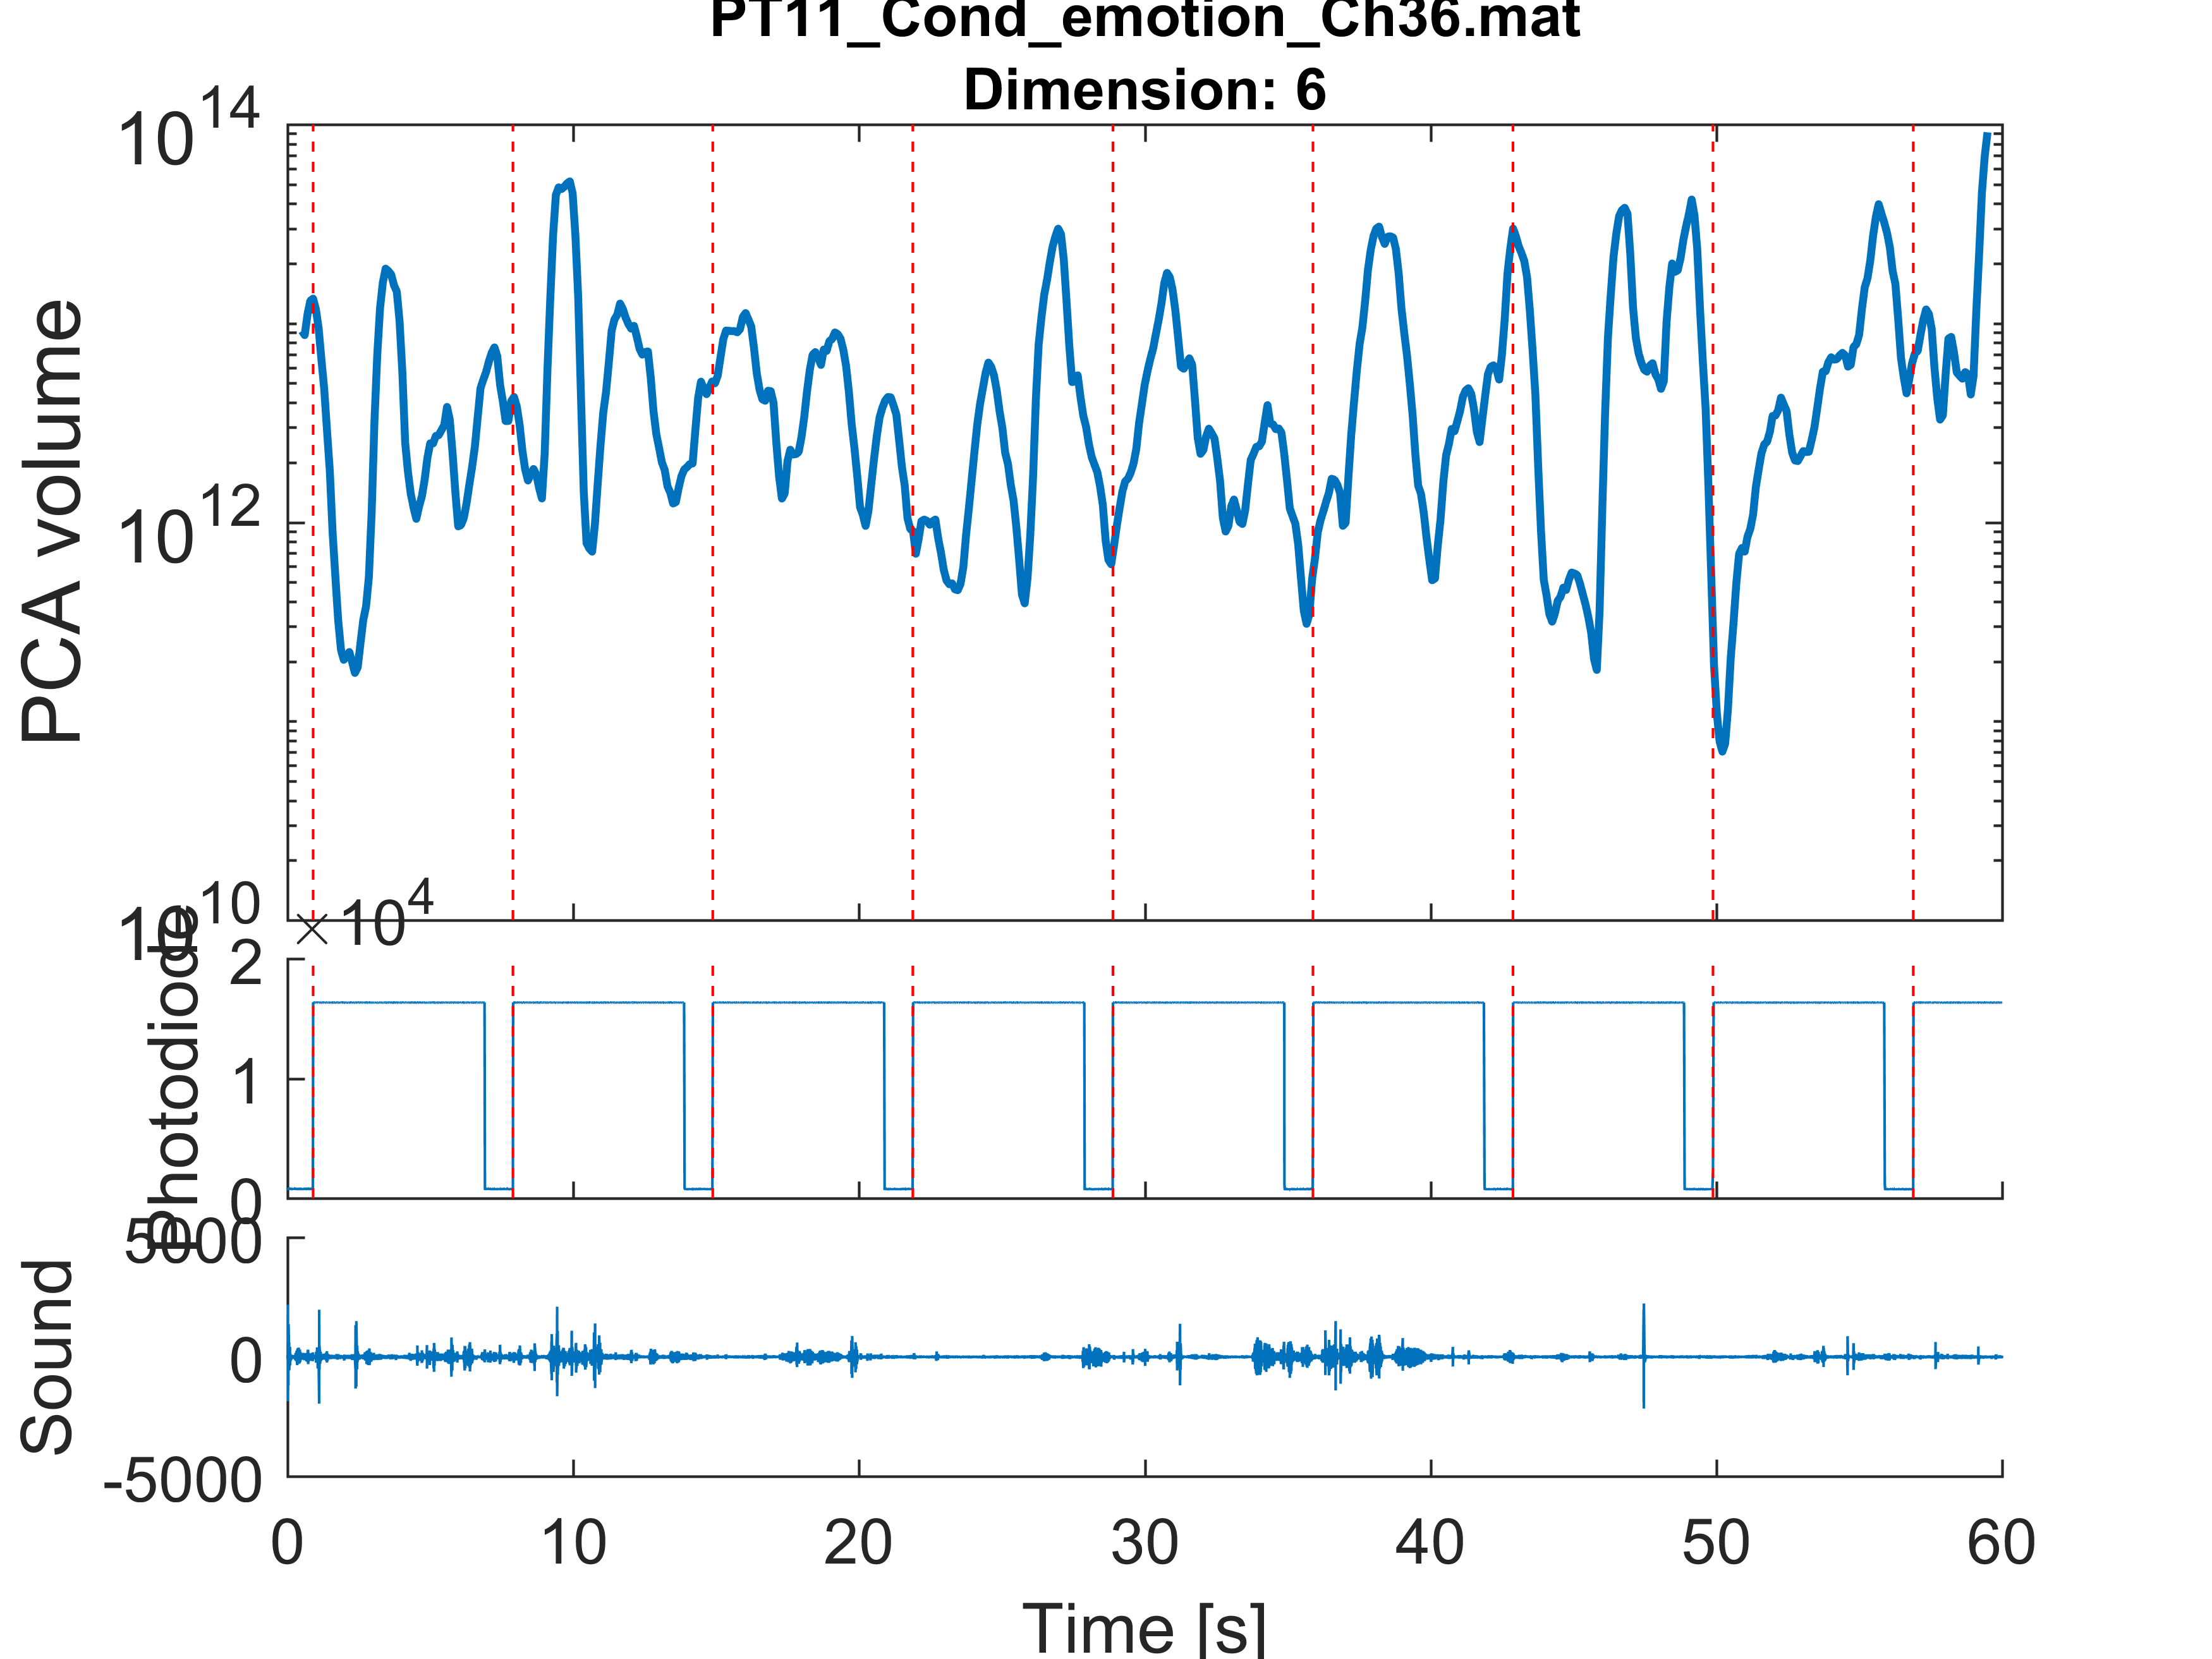 PT11_Cond_emotion_Ch36.mat
Dimension: 6
10^14
10^12
10^10
PCA volume
×10^4
2
1
0
Photodiode
5000
0
-5000
Sound
0 10 20 30 40 50 60
Time [s]